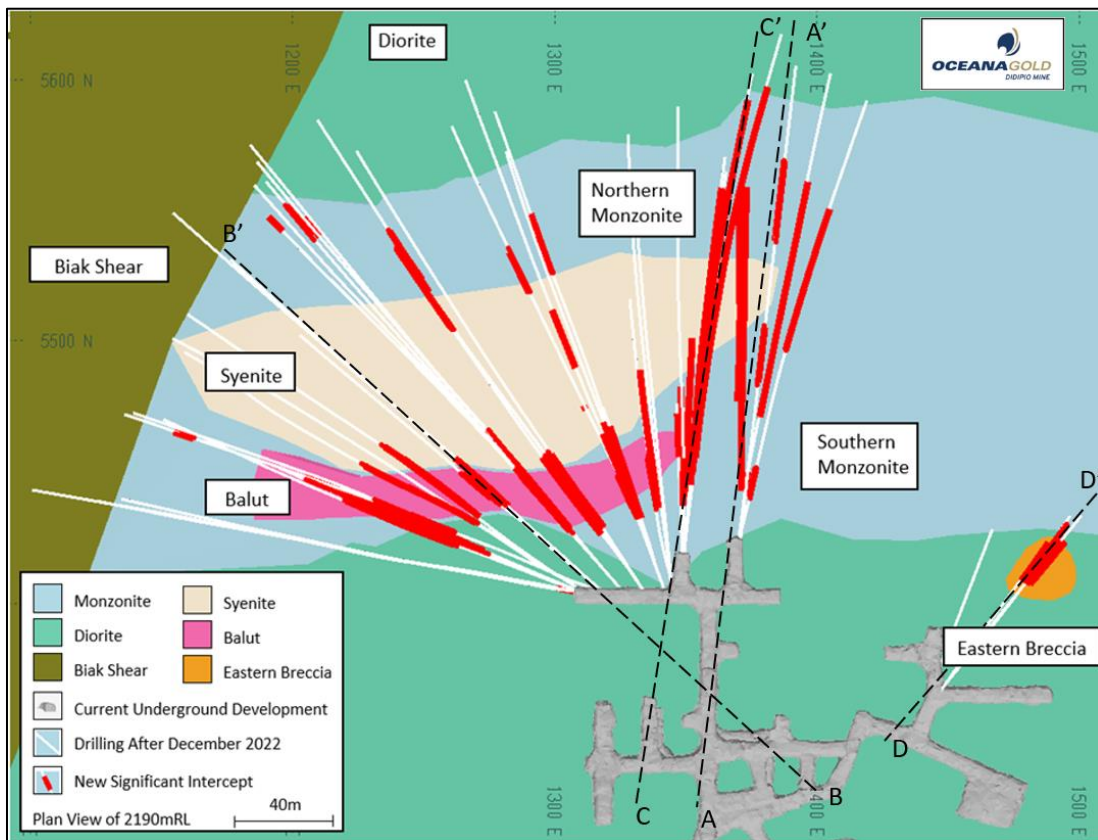 Diorite
1200 E
1300 E
C'
A'
1400 E
1500 E
OCEANAGOLD
DIDIPIO MINE
5600 N
Northern
Monzonite
B'
Biak Shear
5500 N
Syenite
Southern
Monzonite
Balut
D'
Eastern Breccia
Monzonite
Syenite
Diorite
Balut
Biak Shear
Eastern Breccia
Current Underground Development
Drilling After December 2022
New Significant Intercept
Plan View of 2190mRL
40m
D
B
C
A
1300 E
1400 E
1500 E